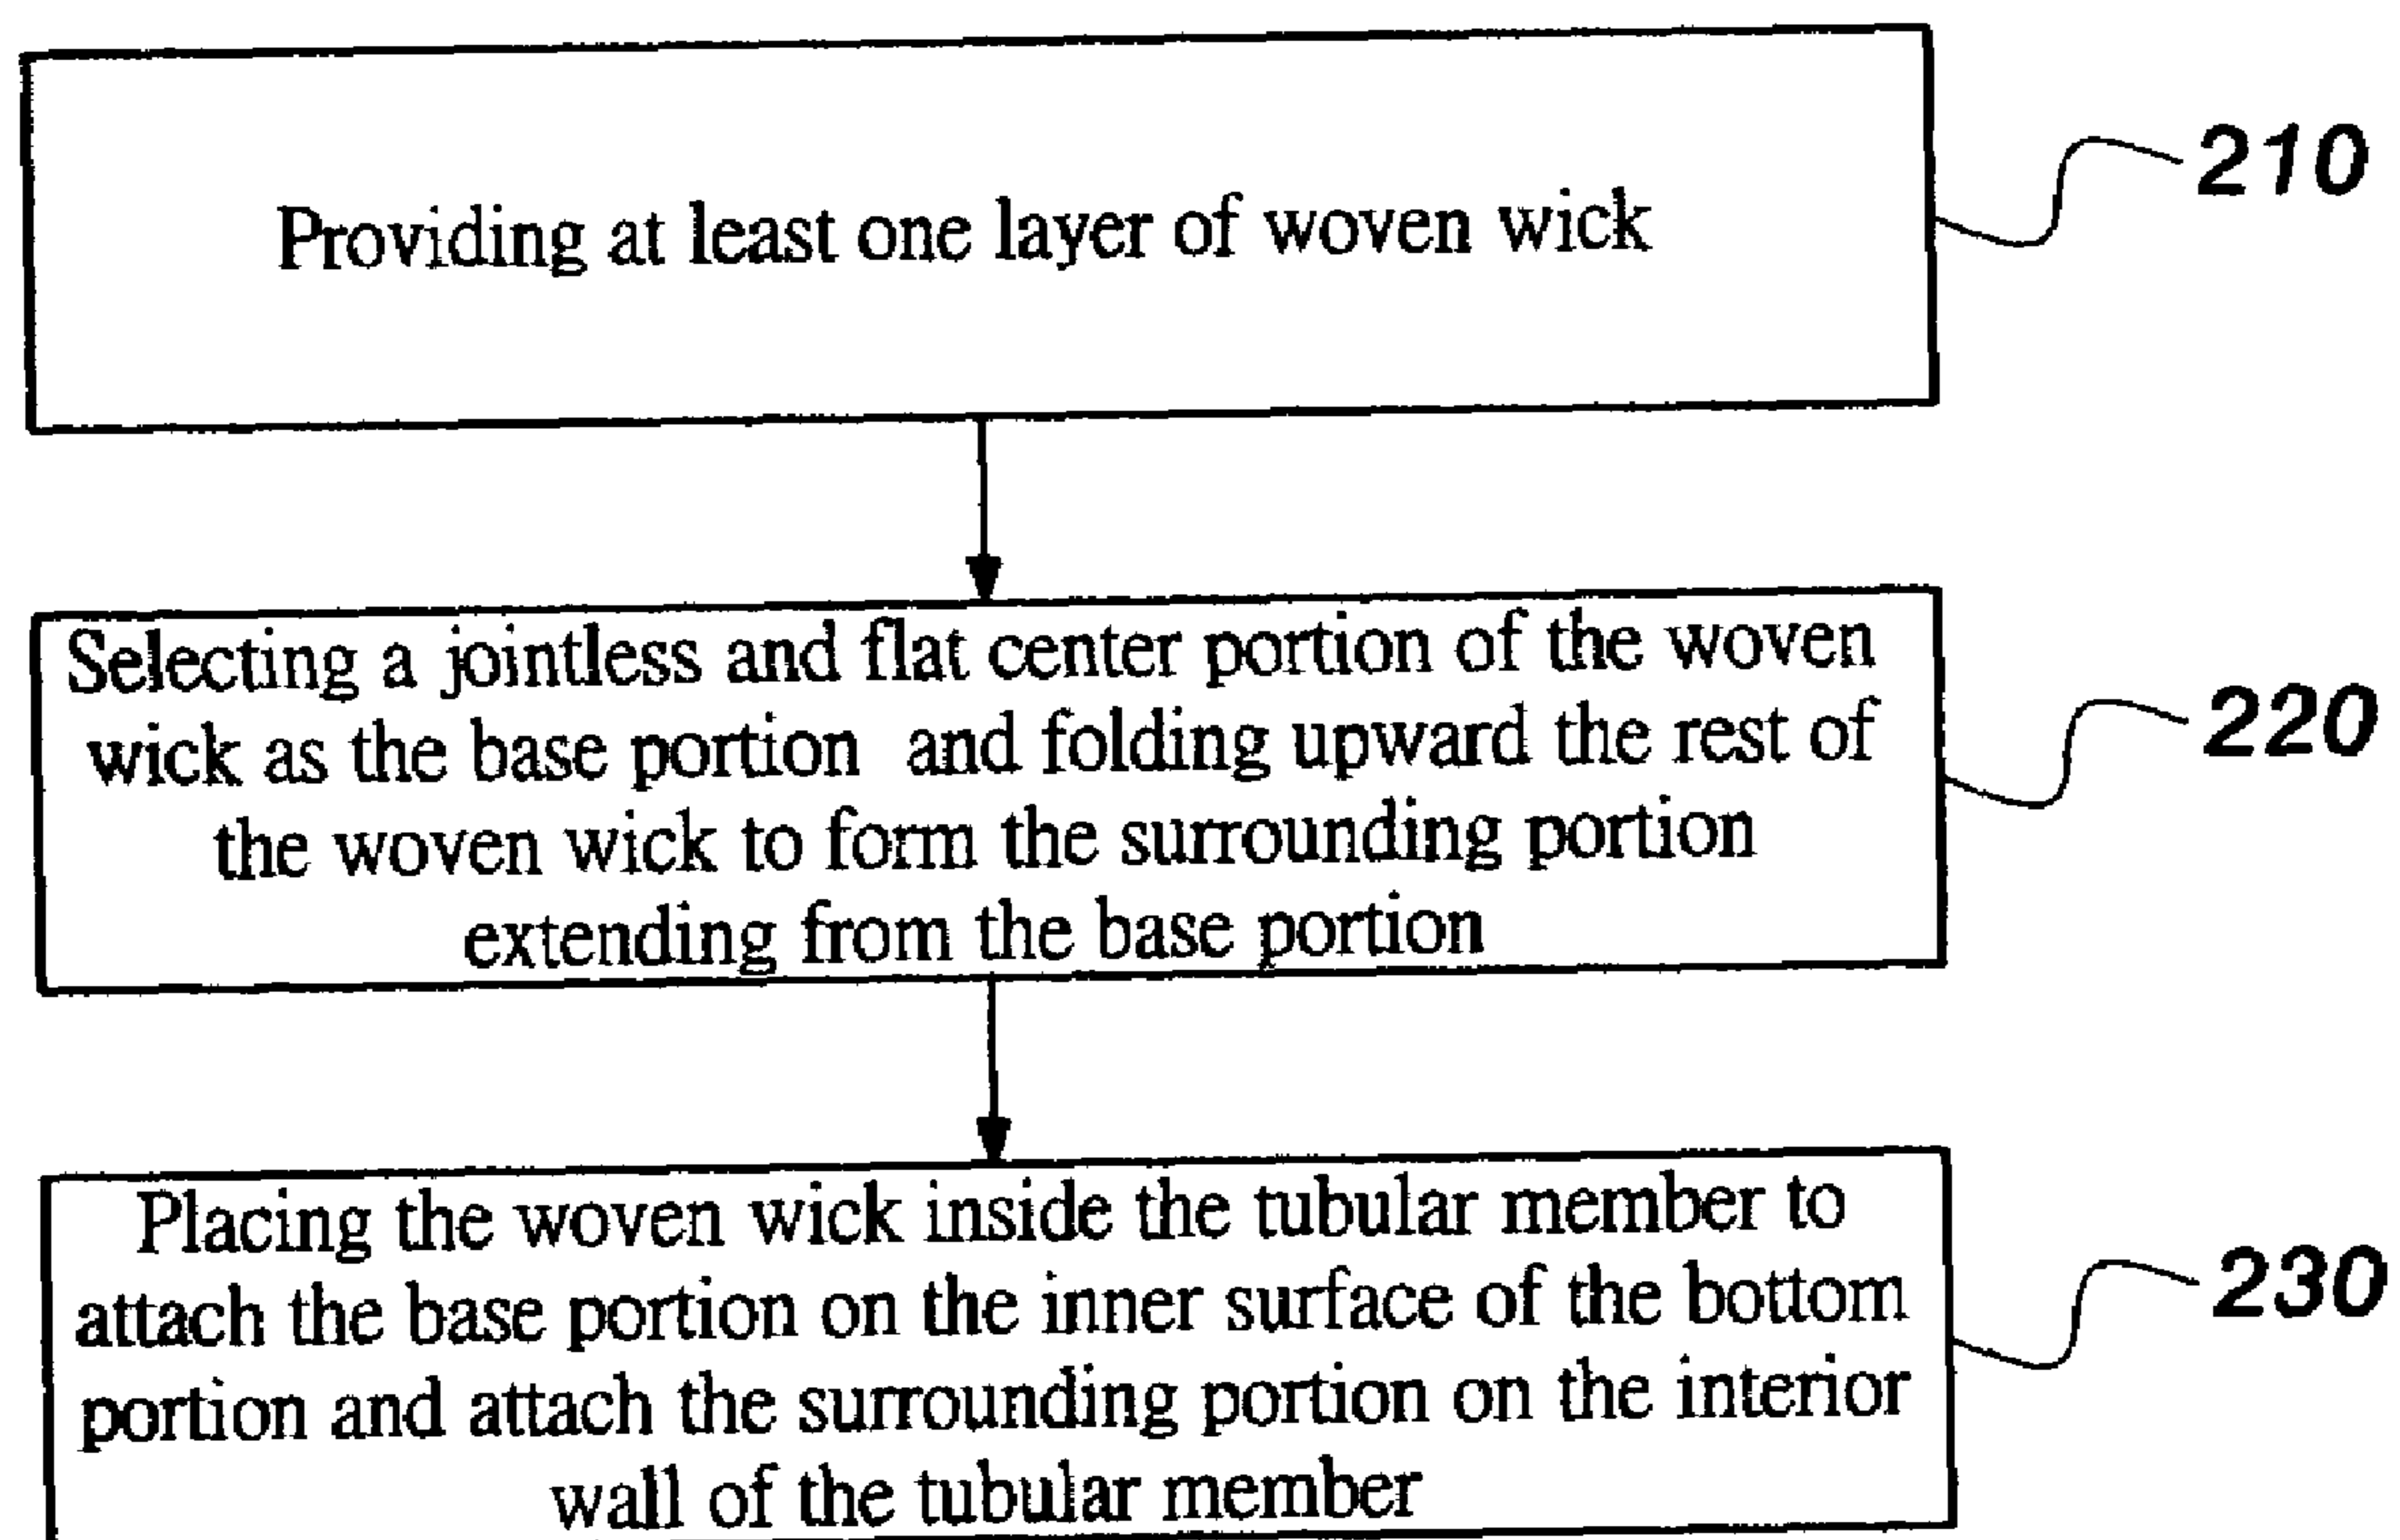 Providing at least one layer of woven wick
210
Selecting a jointless and flat center portion of the woven
wick as the base portion and folding upward the rest of
the woven wick to form the surrounding portion
extending from the base portion
220
Placing the woven wick inside the tubular member to
attach the base portion on the inner surface of the bottom
portion and attach the surrounding portion on the interior
wall of the tubular member
230